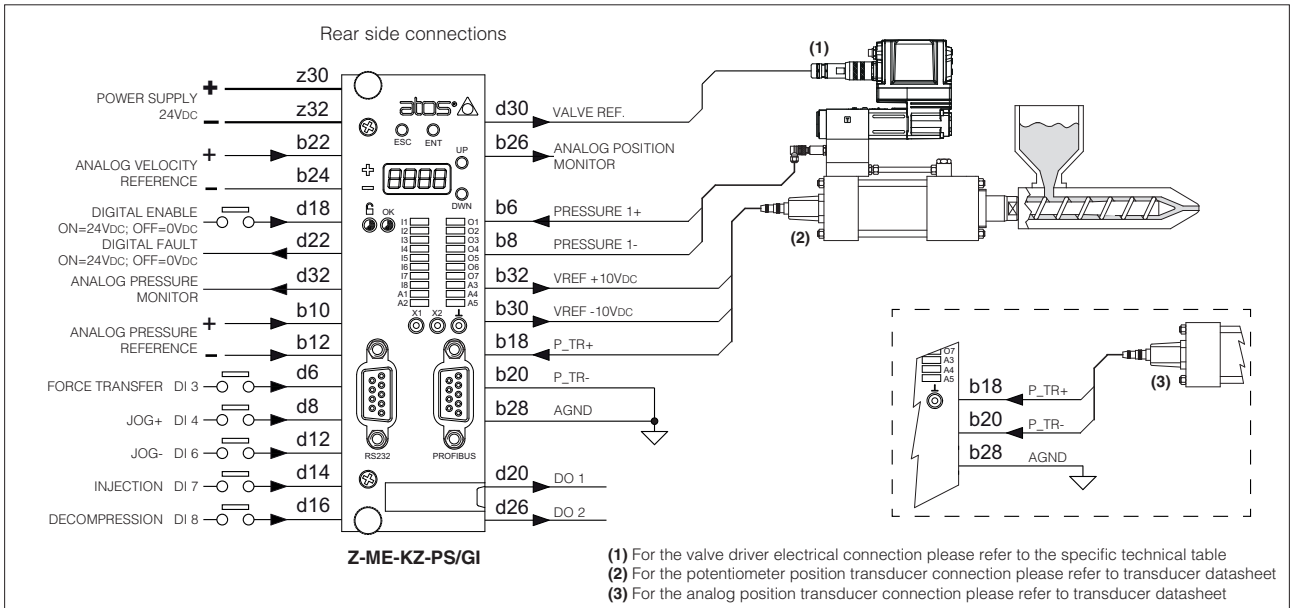 Rear side connections
+ z30
POWER SUPPLY 24VDC
- z32
+ b22
ANALOG VELOCITY REFERENCE
- b24
DIGITAL ENABLE d18
ON=24VDC; OFF=0VDC
DIGITAL FAULT d22
ON=24VDC; OFF=0VDC
ANALOG PRESSURE MONITOR d32
+ b10
ANALOG PRESSURE REFERENCE
- b12
FORCE TRANSFER DI 3 d6
JOG+ DI 4 d8
JOG- DI 6 d12
INJECTION DI 7 d14
DECOMPRESSION DI 8 d16
atos®
ESC ENT
UP
+
-
8888
DWN
OK
I1 O1
I2 O2
I3 O3
I4 O4
I5 O5
I6 O6
I7 O7
I8 A3
A1 A4
A2 A5
X1 X2
RS232 PROFIBUS
Z-ME-KZ-PS/GI
d30 VALVE REF.
b26 ANALOG POSITION MONITOR
b6 PRESSURE 1+
b8 PRESSURE 1-
b32 VREF +10VDC
b30 VREF -10VDC
b18 P_TR+
b20 P_TR-
b28 AGND
d20 DO 1
d26 DO 2
(1)
T
(2)
O7
A3
A4
A5
b18 P_TR+
b20 P_TR-
b28 AGND
(3)
(1) For the valve driver electrical connection please refer to the specific technical table
(2) For the potentiometer position transducer connection please refer to transducer datasheet
(3) For the analog position transducer connection please refer to transducer datasheet